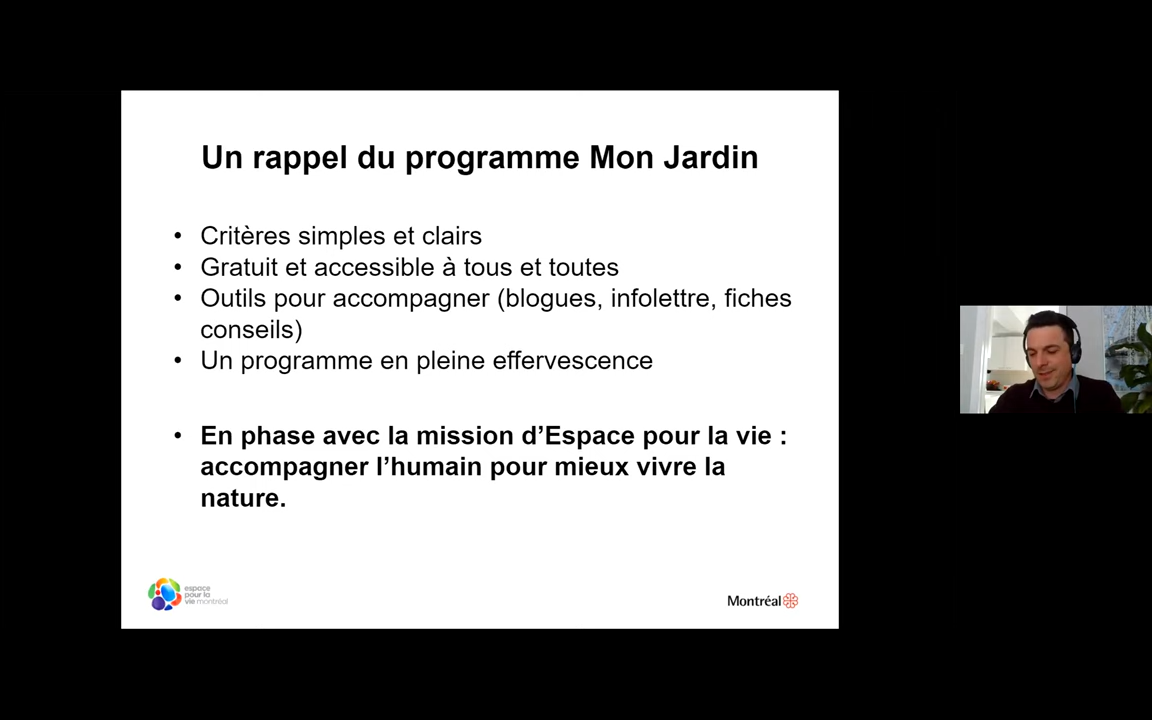 Un rappel du programme Mon Jardin
• Critères simples et clairs
• Gratuit et accessible à tous et toutes
• Outils pour accompagner (blogues, infolettre, fiches
conseils)
• Un programme en pleine effervescence
• En phase avec la mission d’Espace pour la vie :
accompagner l’humain pour mieux vivre la
nature.
espace
pour la
vie montréal
Montréal